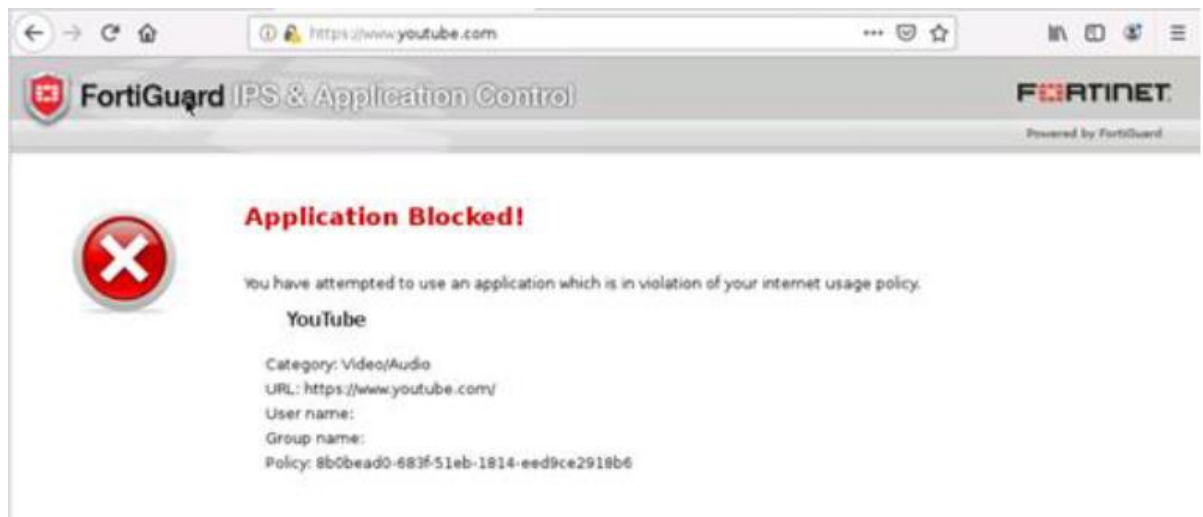 https://www.youtube.com
FortiGuard IPS & Application Control
FORTINET
Powered by FortiGuard
Application Blocked!
You have attempted to use an application which is in violation of your internet usage policy.
YouTube
Category: Video/Audio
URL: https://www.youtube.com/
User name:
Group name:
Policy: 8b0bead0-683f-51eb-1814-eed9ce2918b6